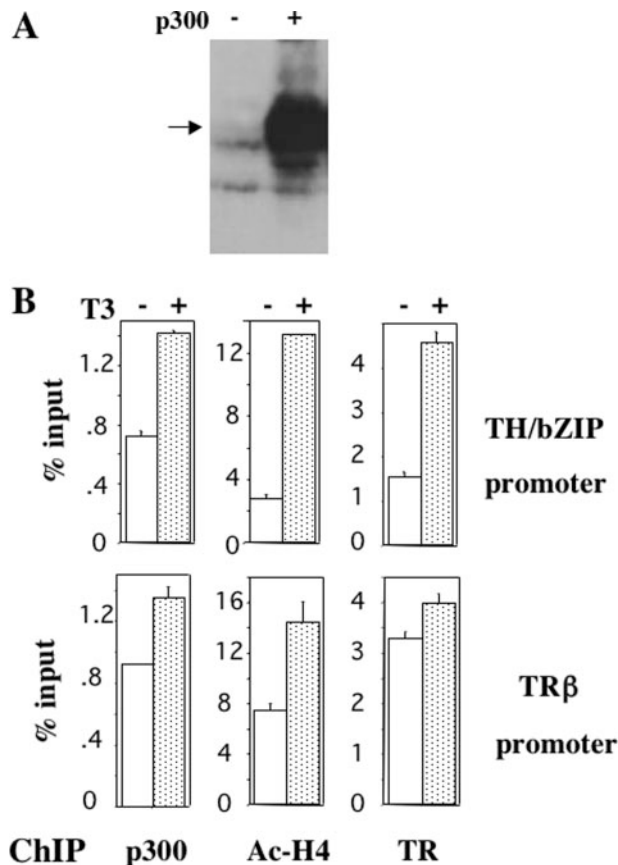 A
p300 - +
B
T3 - + - + - +
% input
1.2
.8
.4
0
12
8
4
0
4
3
2
1
0
TH/bZIP
promoter
% input
1.2
.8
.4
0
16
12
8
4
0
4
3
2
1
0
TRβ
promoter
ChIP p300 Ac-H4 TR